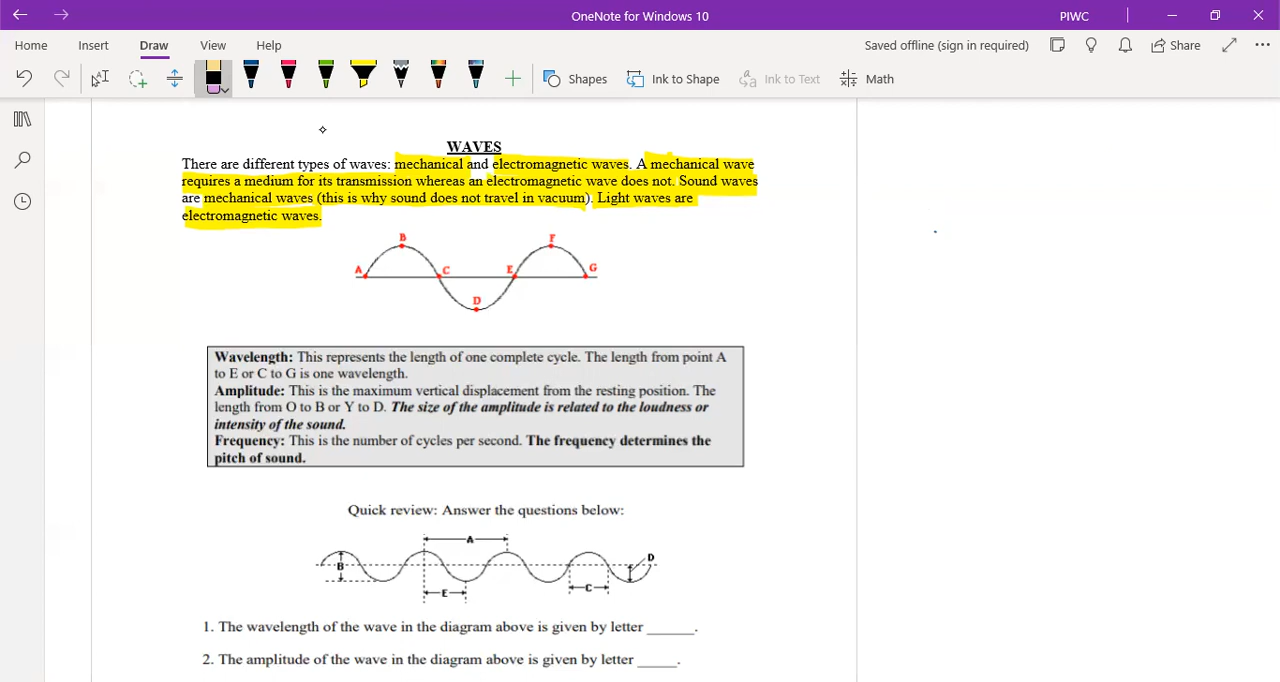 OneNote for Windows 10
PIWC
Home Insert Draw View Help
Saved offline (sign in required)
Share
Shapes Ink to Shape Ink to Text Math
WAVES
There are different types of waves: mechanical and electromagnetic waves. A mechanical wave
requires a medium for its transmission whereas an electromagnetic wave does not. Sound waves
are mechanical waves (this is why sound does not travel in vacuum). Light waves are
electromagnetic waves.
B F
A C E G
D
Wavelength: This represents the length of one complete cycle. The length from point A
to E or C to G is one wavelength.
Amplitude: This is the maximum vertical displacement from the resting position. The
length from O to B or Y to D. The size of the amplitude is related to the loudness or
intensity of the sound.
Frequency: This is the number of cycles per second. The frequency determines the
pitch of sound.
Quick review: Answer the questions below:
A
B D
E C
1. The wavelength of the wave in the diagram above is given by letter ______.
2. The amplitude of the wave in the diagram above is given by letter _____.